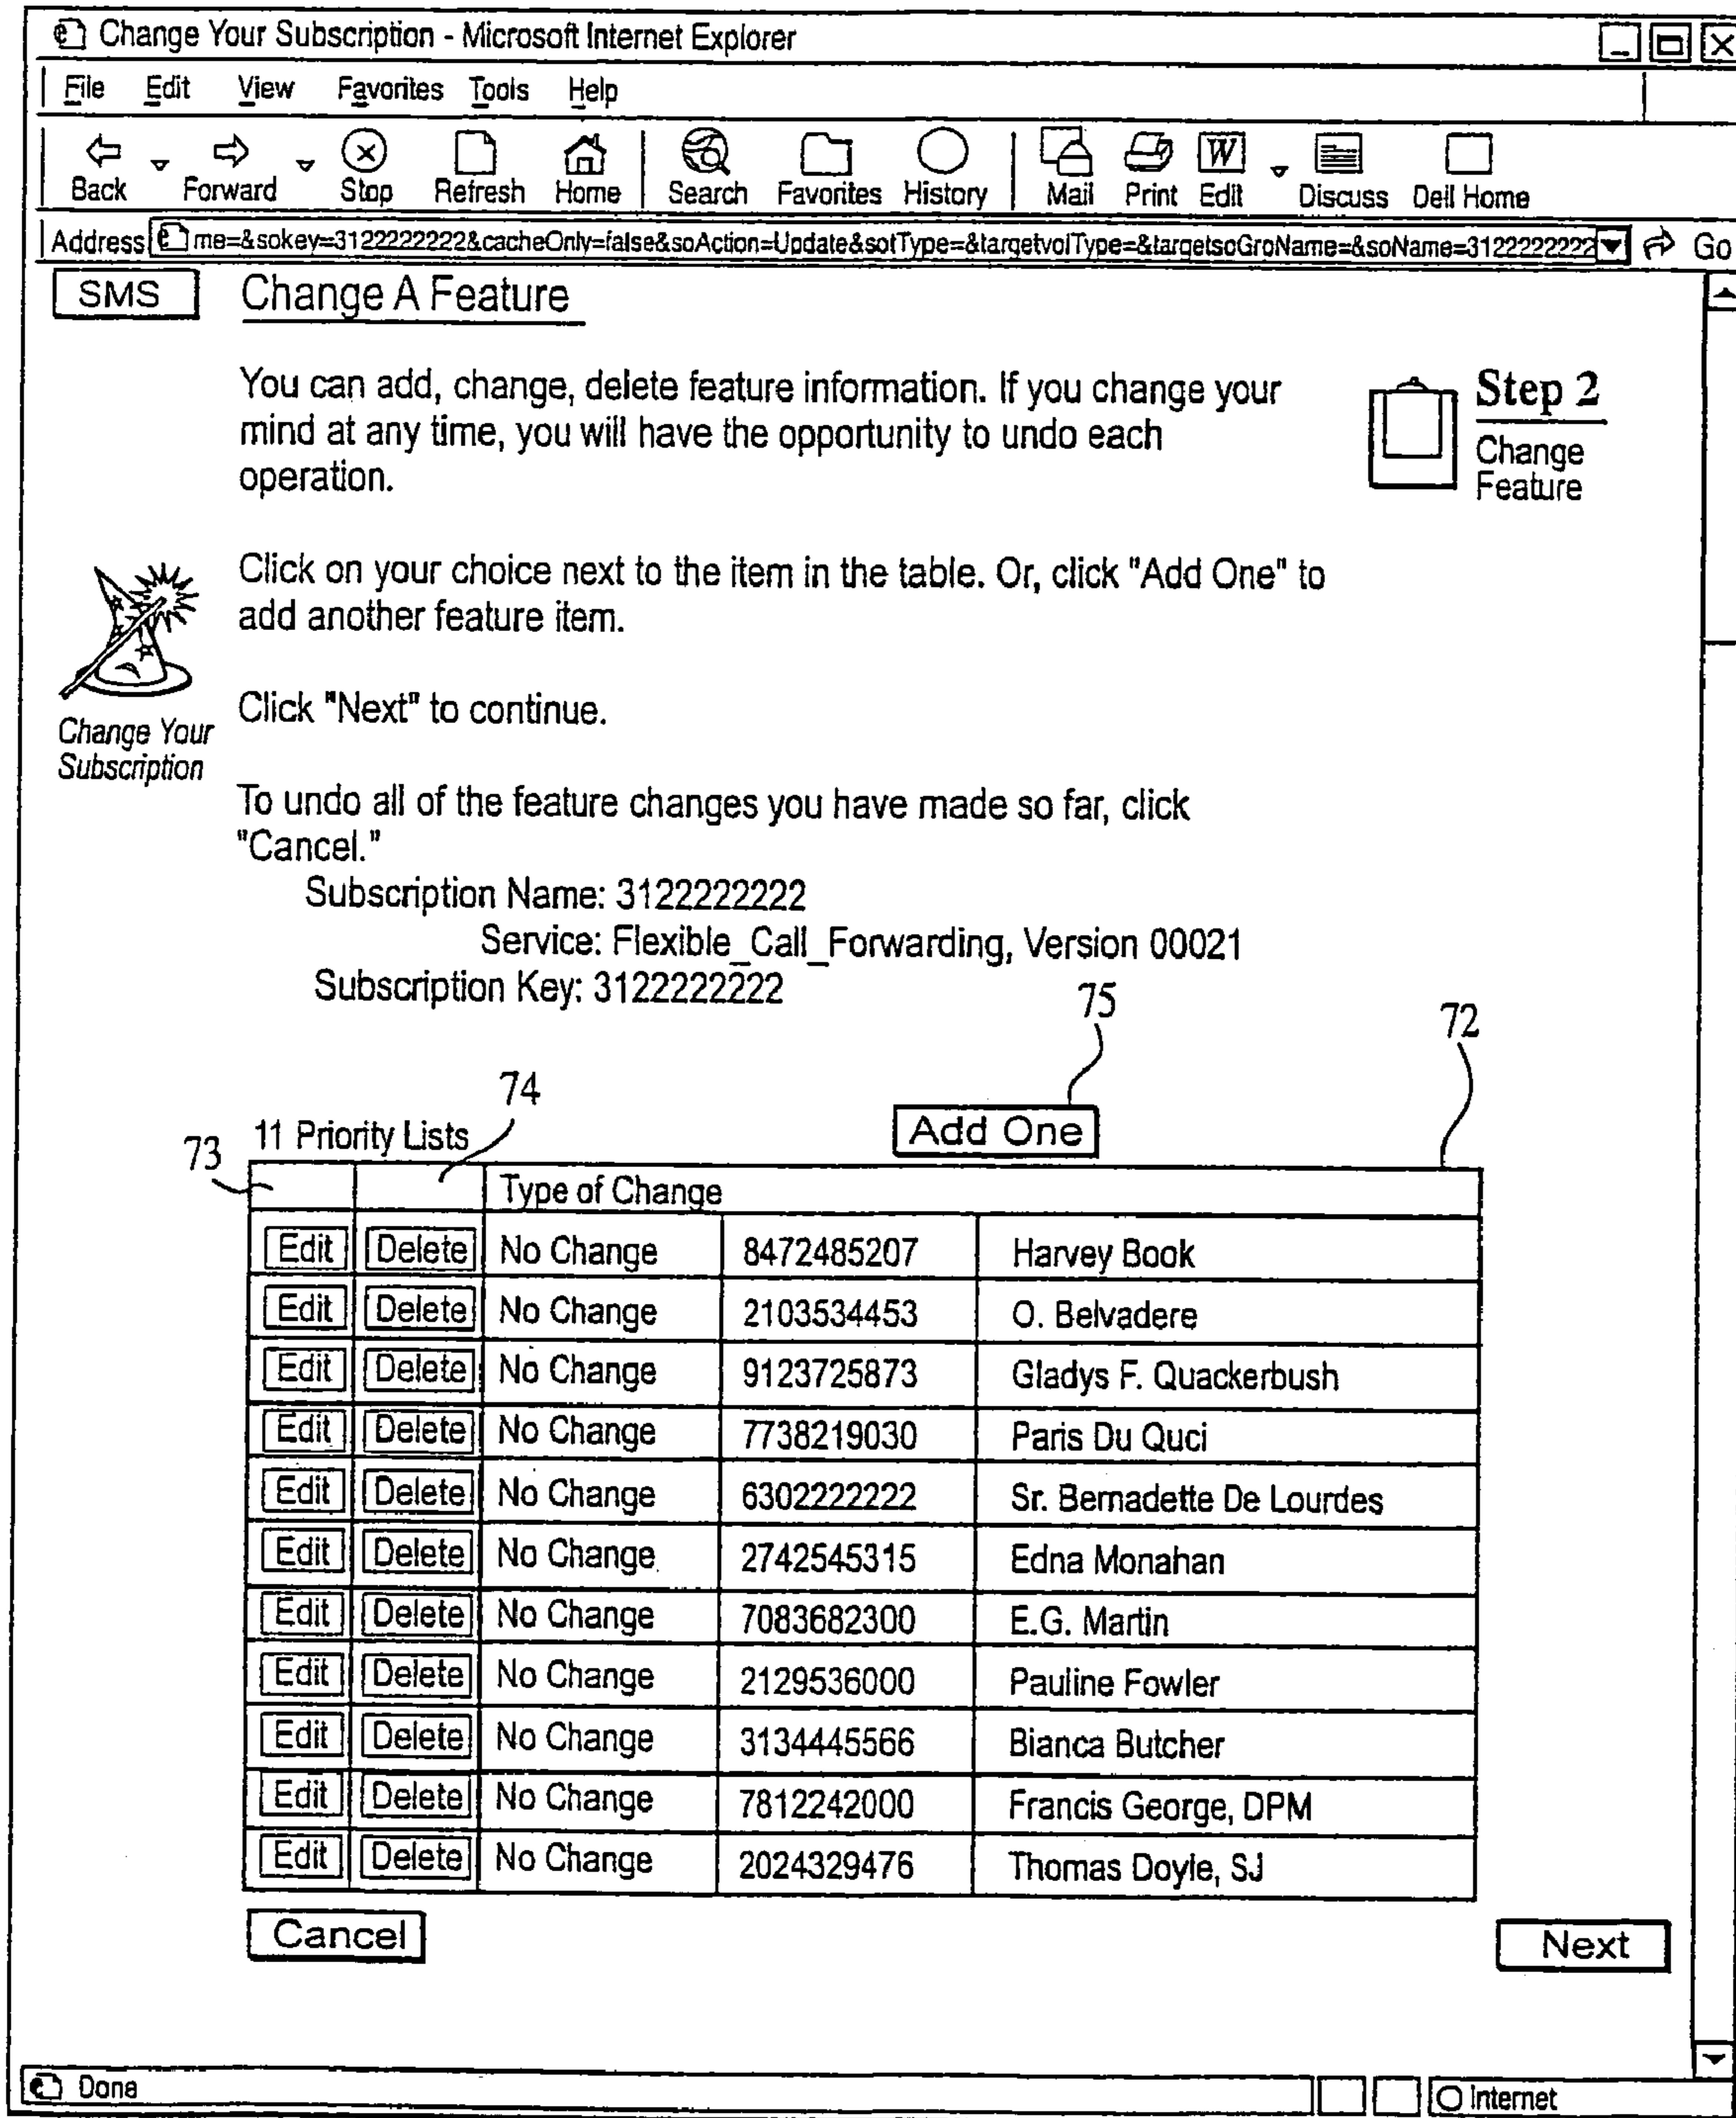 Change Your Subscription - Microsoft Internet Explorer
File Edit View Favorites Tools Help
Back Forward Stop Refresh Home Search Favorites History Mail Print Edit Discuss Dell Home
Address me=&sokey=3122222222&cacheOnly=false&soAction=Update&sotType=&targetvolType=&targetsoGroName=&soName=3122222222 Go
SMS Change A Feature
You can add, change, delete feature information. If you change your
mind at any time, you will have the opportunity to undo each
operation.
Step 2
Change
Feature
Click on your choice next to the item in the table. Or, click "Add One" to
add another feature item.
Click "Next" to continue.
Change Your
Subscription
To undo all of the feature changes you have made so far, click
"Cancel."
Subscription Name: 3122222222
Service: Flexible_Call_Forwarding, Version 00021
Subscription Key: 3122222222
75
72
74
73
11 Priority Lists Add One
Type of Change
Edit Delete No Change 8472485207 Harvey Book
Edit Delete No Change 2103534453 O. Belvadere
Edit Delete No Change 9123725873 Gladys F. Quackerbush
Edit Delete No Change 7738219030 Paris Du Quci
Edit Delete No Change 6302222222 Sr. Bernadette De Lourdes
Edit Delete No Change 2742545315 Edna Monahan
Edit Delete No Change 7083682300 E.G. Martin
Edit Delete No Change 2129536000 Pauline Fowler
Edit Delete No Change 3134445566 Bianca Butcher
Edit Delete No Change 7812242000 Francis George, DPM
Edit Delete No Change 2024329476 Thomas Doyle, SJ
Cancel Next
Done Internet